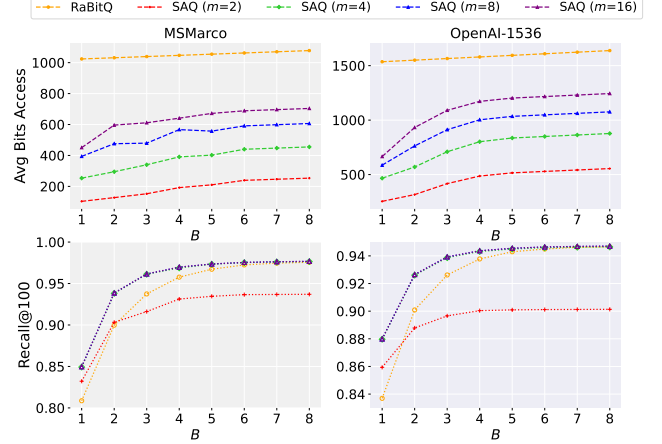 RaBitQ SAQ (m=2) SAQ (m=4) SAQ (m=8) SAQ (m=16)
MSMarco
Avg Bits Access
1000
800
600
400
200
1 2 3 4 5 6 7 8
B
OpenAI-1536
1500
1000
500
1 2 3 4 5 6 7 8
B
Recall@100
1.00
0.95
0.90
0.85
0.80
1 2 3 4 5 6 7 8
B
0.94
0.92
0.90
0.88
0.86
0.84
1 2 3 4 5 6 7 8
B